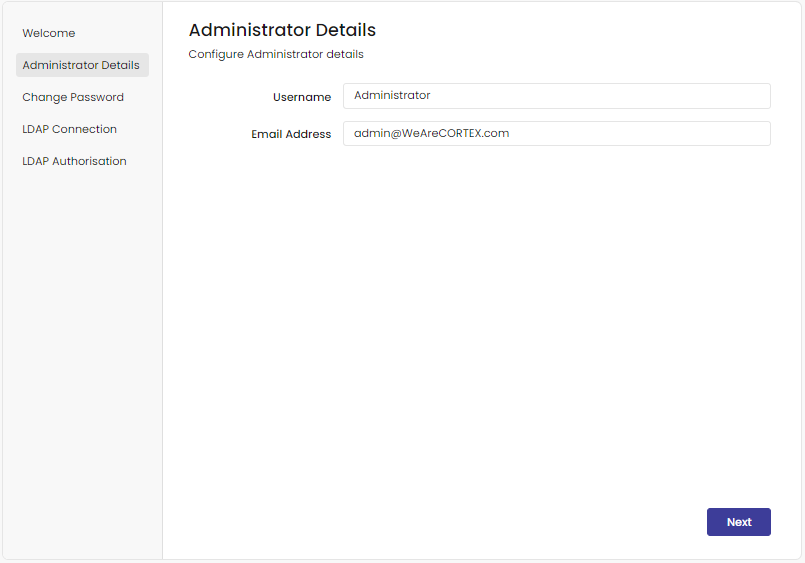 Welcome
Administrator Details
Change Password
LDAP Connection
LDAP Authorisation
Administrator Details
Configure Administrator details
Username Administrator
Email Address admin@WeAreCORTEX.com
Next